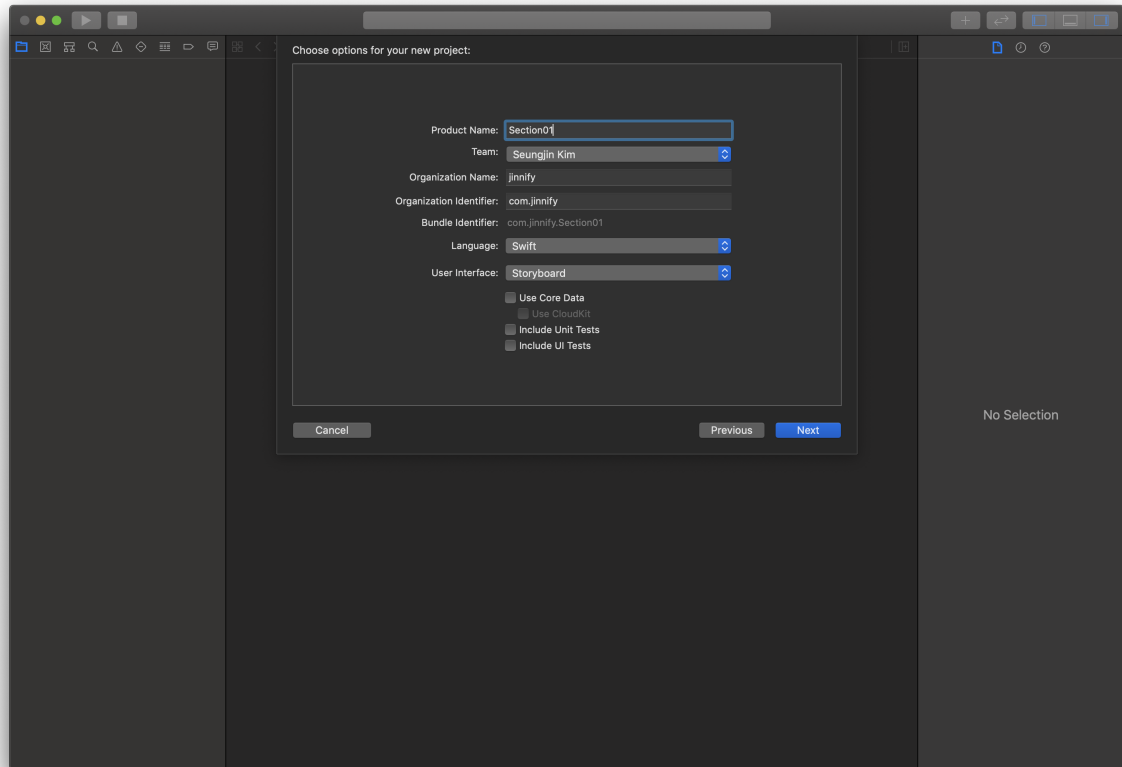 Choose options for your new project:
Product Name: Section01
Team: Seungjin Kim
Organization Name: jinnify
Organization Identifier: com.jinnify
Bundle Identifier: com.jinnify.Section01
Language: Swift
User Interface: Storyboard
Use Core Data
Use CloudKit
Include Unit Tests
Include UI Tests
No Selection
Cancel Previous Next